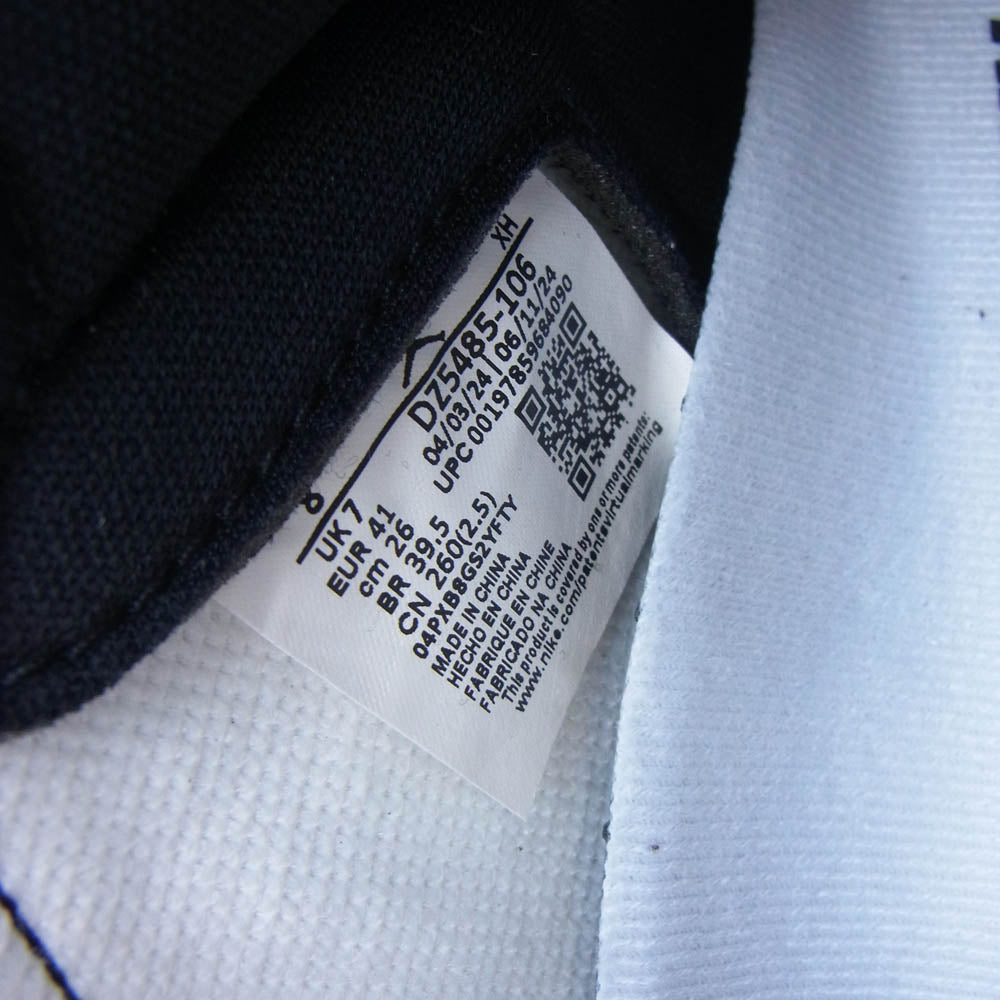 XH
DZ5485-106
04/03/24 | 06/11/24
UPC 00197859684090
8
UK 7
EUR 41
cm 26
BR 39.5
CN 260(2.5)
04PXB8GS2YFTY
MADE IN CHINA
HECHO EN CHINA
FABRIQUE EN CHINE
FABRICADO NA CHINA
This product is covered by one or more patents:
www.nike.com/patentsvirtualmarking